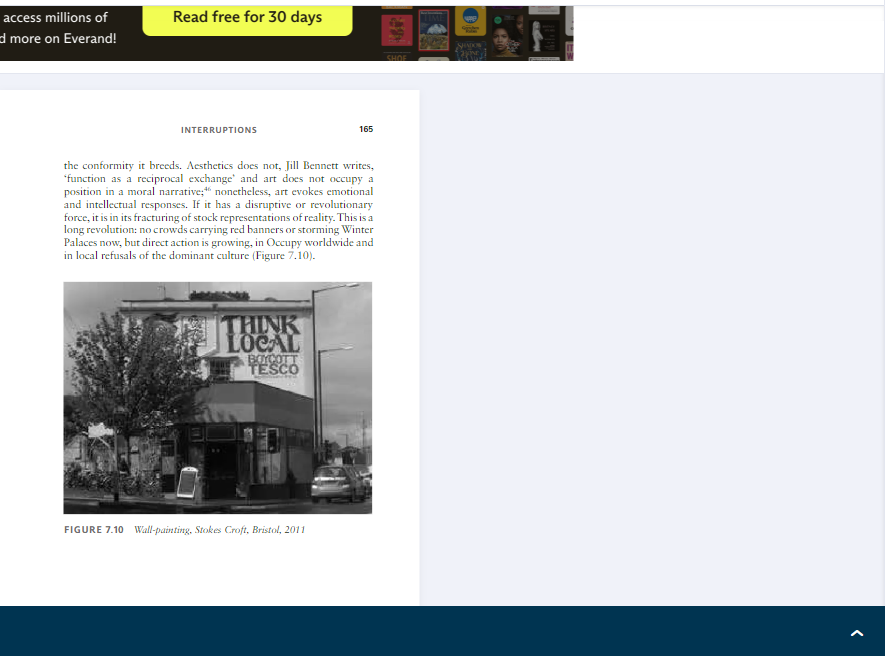 access millions of
d more on Everand!
Read free for 30 days
INTERRUPTIONS 165
the conformity it breeds. Aesthetics does not, Jill Bennett writes,
‘function as a reciprocal exchange’ and art does not occupy a
position in a moral narrative;⁴⁶ nonetheless, art evokes emotional
and intellectual responses. If it has a disruptive or revolutionary
force, it is in its fracturing of stock representations of reality. This is a
long revolution: no crowds carrying red banners or storming Winter
Palaces now, but direct action is growing, in Occupy worldwide and
in local refusals of the dominant culture (Figure 7.10).
THINK
LOCAL
BOYCOTT
TESCO
FIGURE 7.10 Wall-painting, Stokes Croft, Bristol, 2011